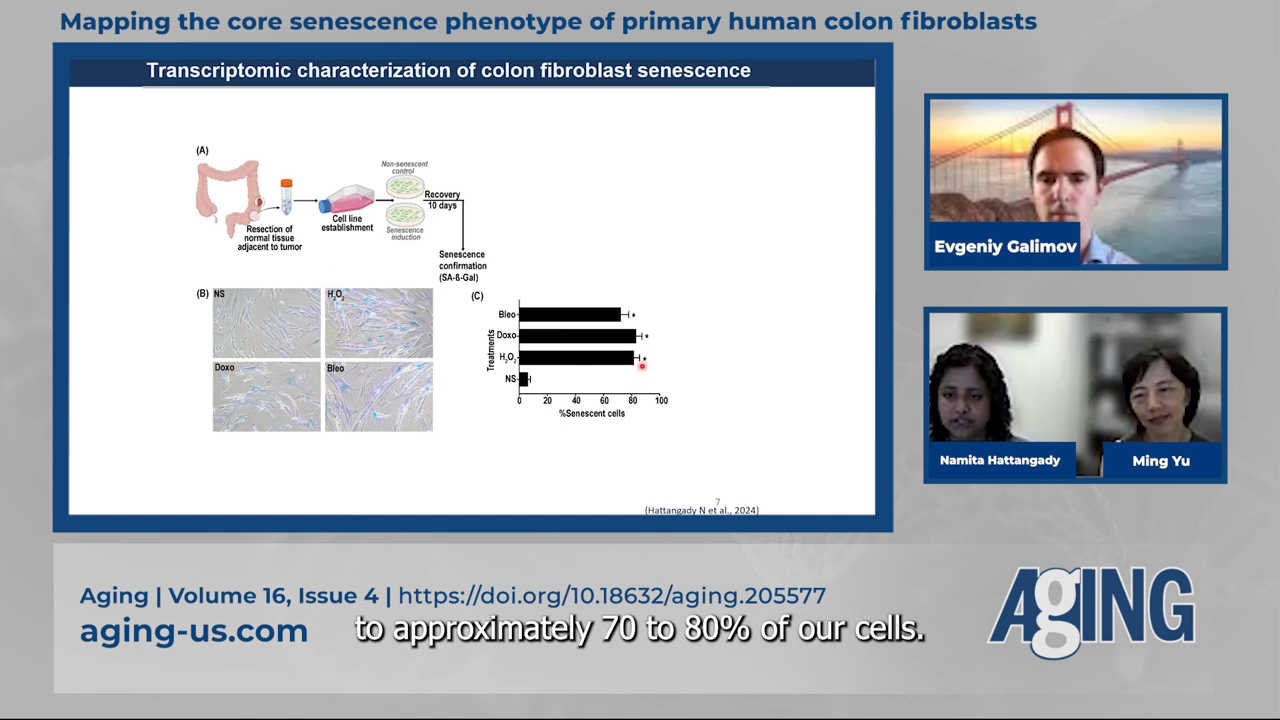 Mapping the core senescence phenotype of primary human colon fibroblasts
Transcriptomic characterization of colon fibroblast senescence
(A)
Resection of
normal tissue
adjacent to tumor
Cell line
establishment
Non-senescent
control
Senescence
induction
Recovery
10 days
Senescence
confirmation
(SA-ß-Gal)
(B)
NS
H2O2
Doxo
Bleo
(C)
Treatments
Bleo
*
Doxo
*
H2O2
*
NS
0 20 40 60 80 100
%Senescent cells
7
(Hattangady N et al., 2024)
Evgeniy Galimov
Namita Hattangady
Ming Yu
Aging | Volume 16, Issue 4 | https://doi.org/10.18632/aging.205577
aging-us.com
to approximately 70 to 80% of our cells.
AgING